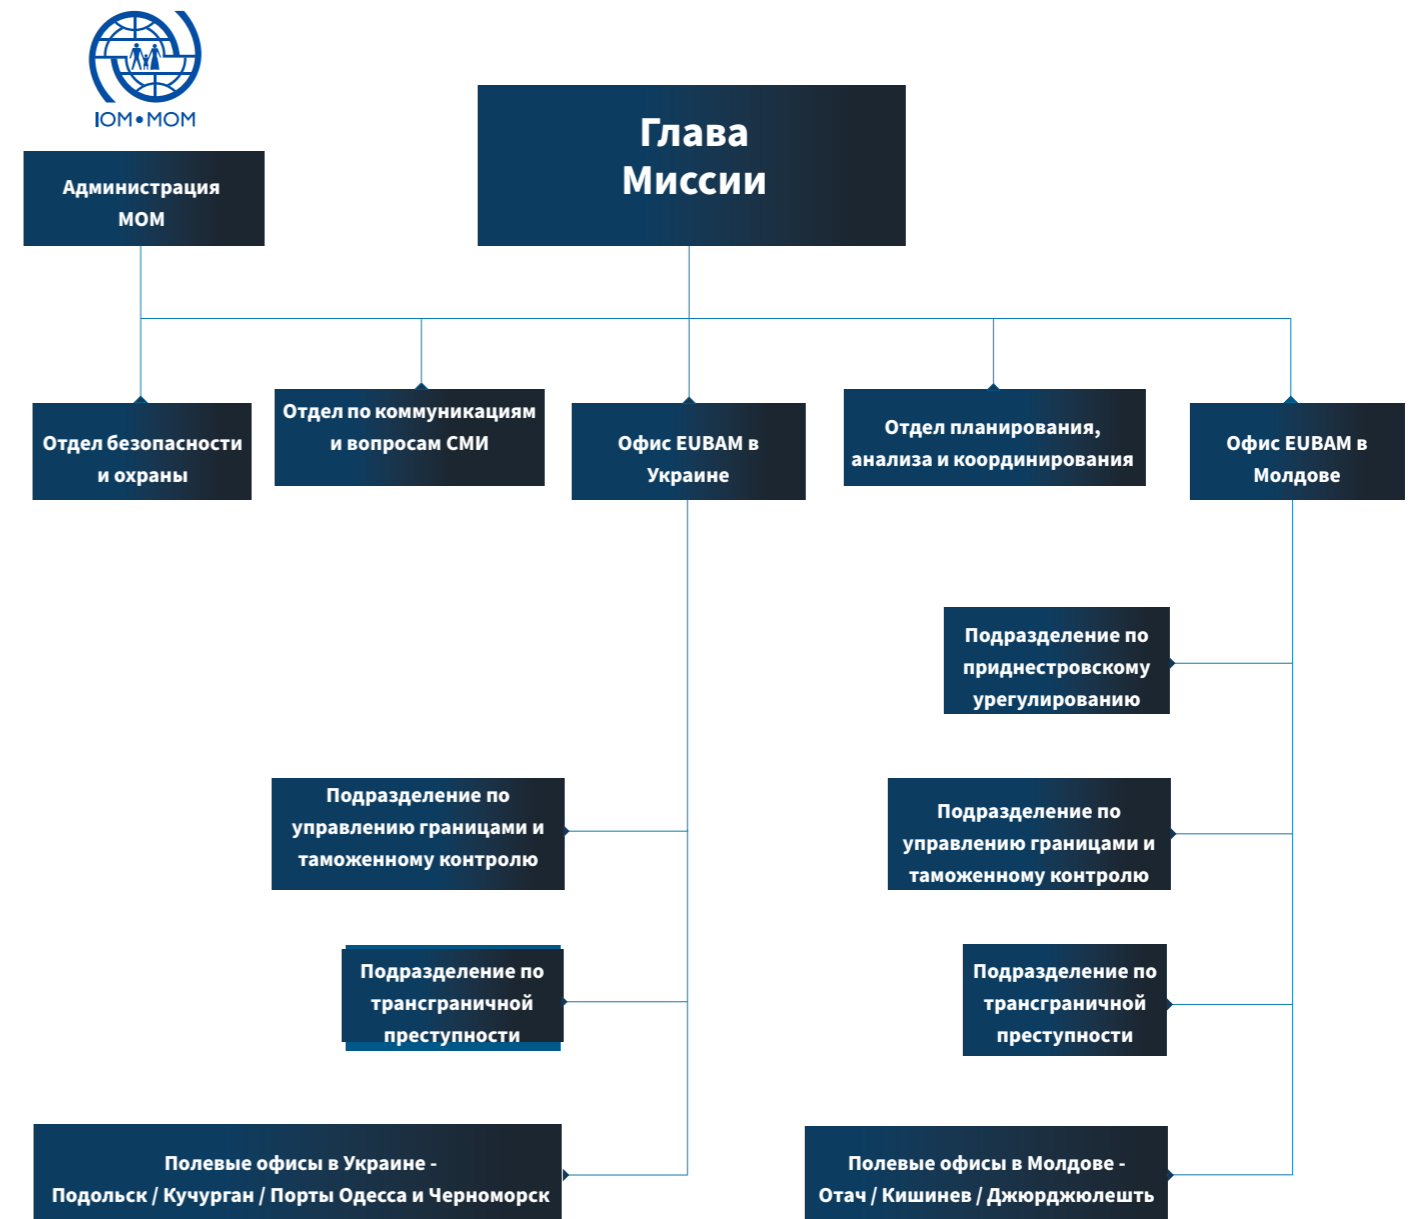 IOM•MOM
Администрация
МОМ
Глава
Миссии
Отдел безопасности
и охраны
Отдел по коммуникациям
и вопросам СМИ
Офис EUBAM в
Украине
Отдел планирования,
анализа и координирования
Офис EUBAM в
Молдове
Подразделение по
приднестровскому
урегулированию
Подразделение по
управлению границами и
таможенному контролю
Подразделение по
управлению границами и
таможенному контролю
Подразделение по
трансграничной
преступности
Подразделение по
трансграничной
преступности
Полевые офисы в Украине -
Подольск / Кучурган / Порты Одесса и Черноморск
Полевые офисы в Молдове -
Отач / Кишинев / Джюрджюлешть